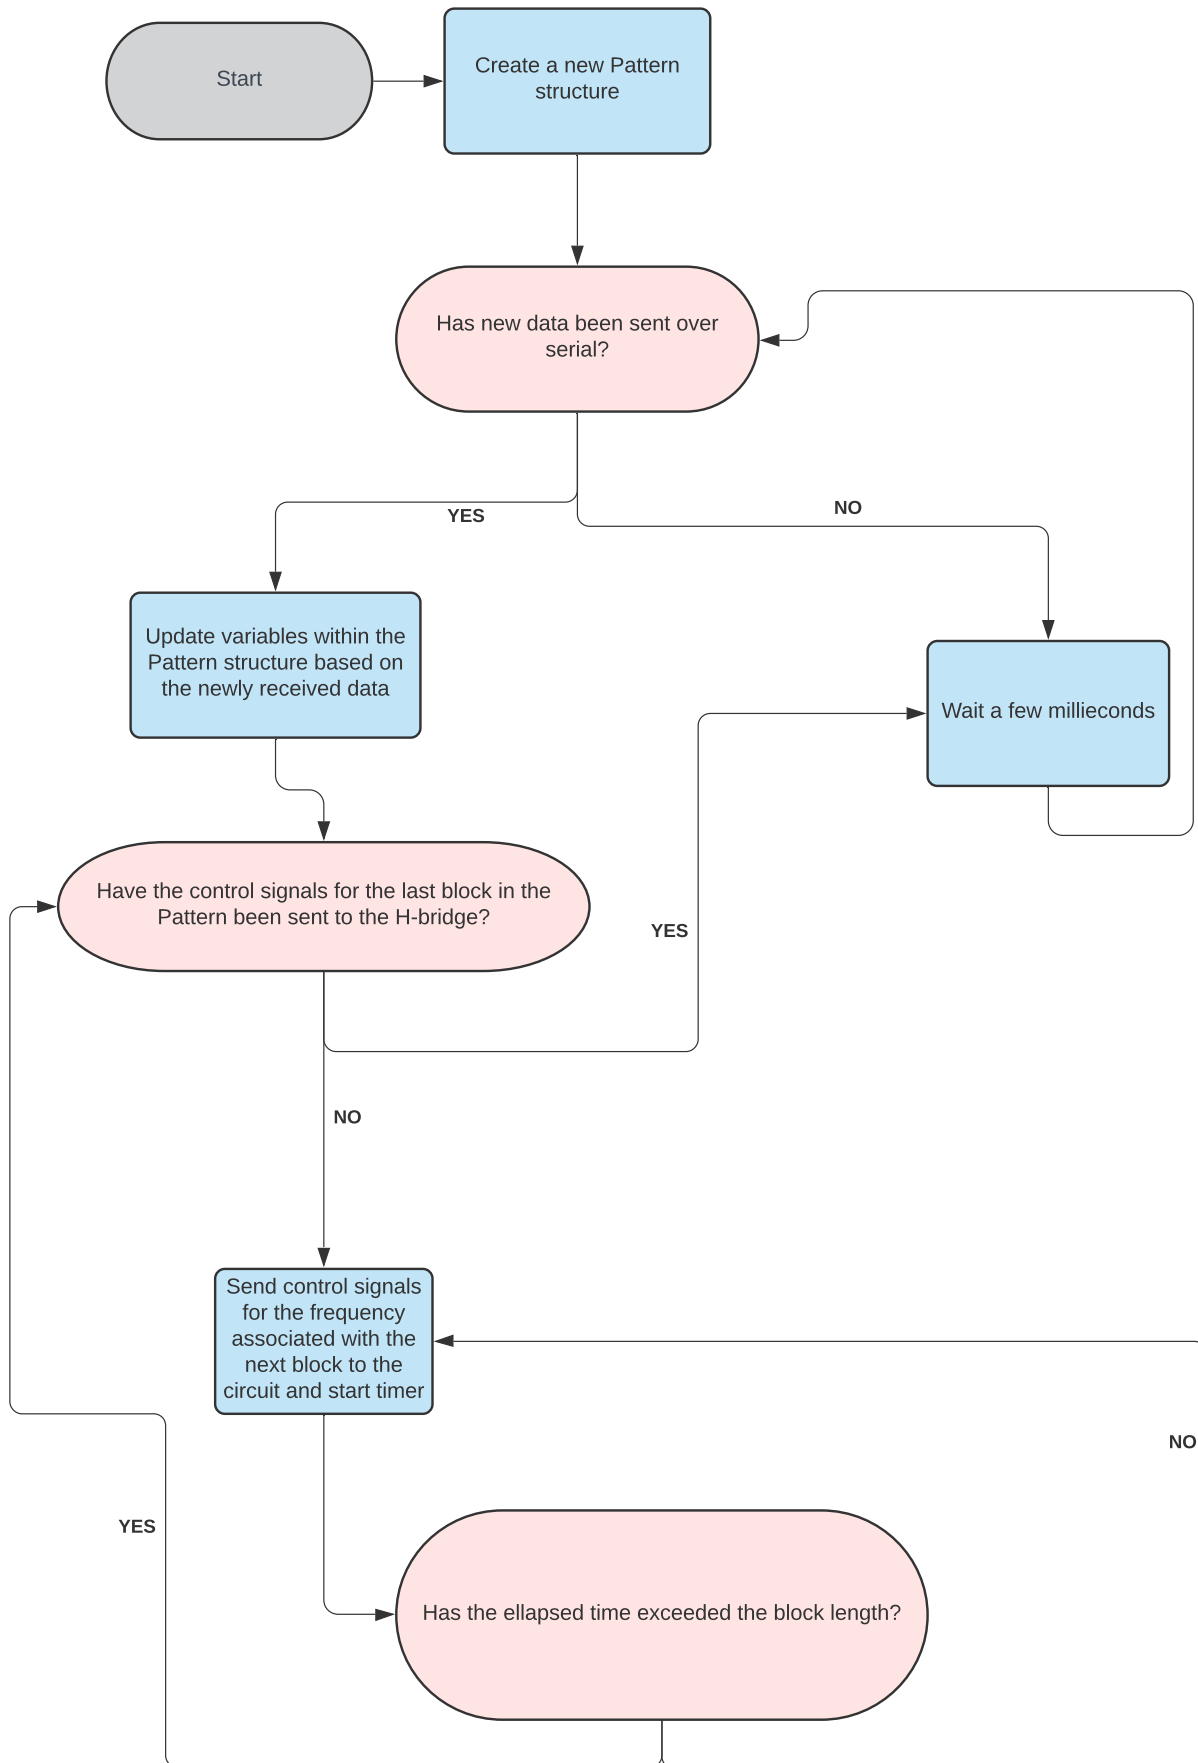 Start
Create a new Pattern
structure
Has new data been sent over
serial?
YES
NO
Update variables within the
Pattern structure based on
the newly received data
Wait a few millieconds
Have the control signals for the last block in the
Pattern been sent to the H-bridge?
YES
NO
Send control signals
for the frequency
associated with the
next block to the
circuit and start timer
NO
YES
Has the ellapsed time exceeded the block length?